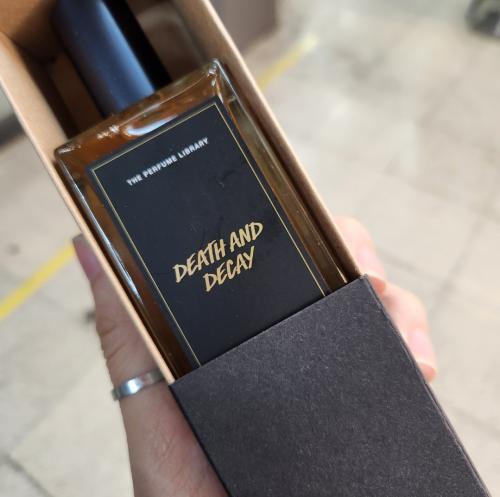 THE PERFUME LIBRARY
DEATH AND
DECAY